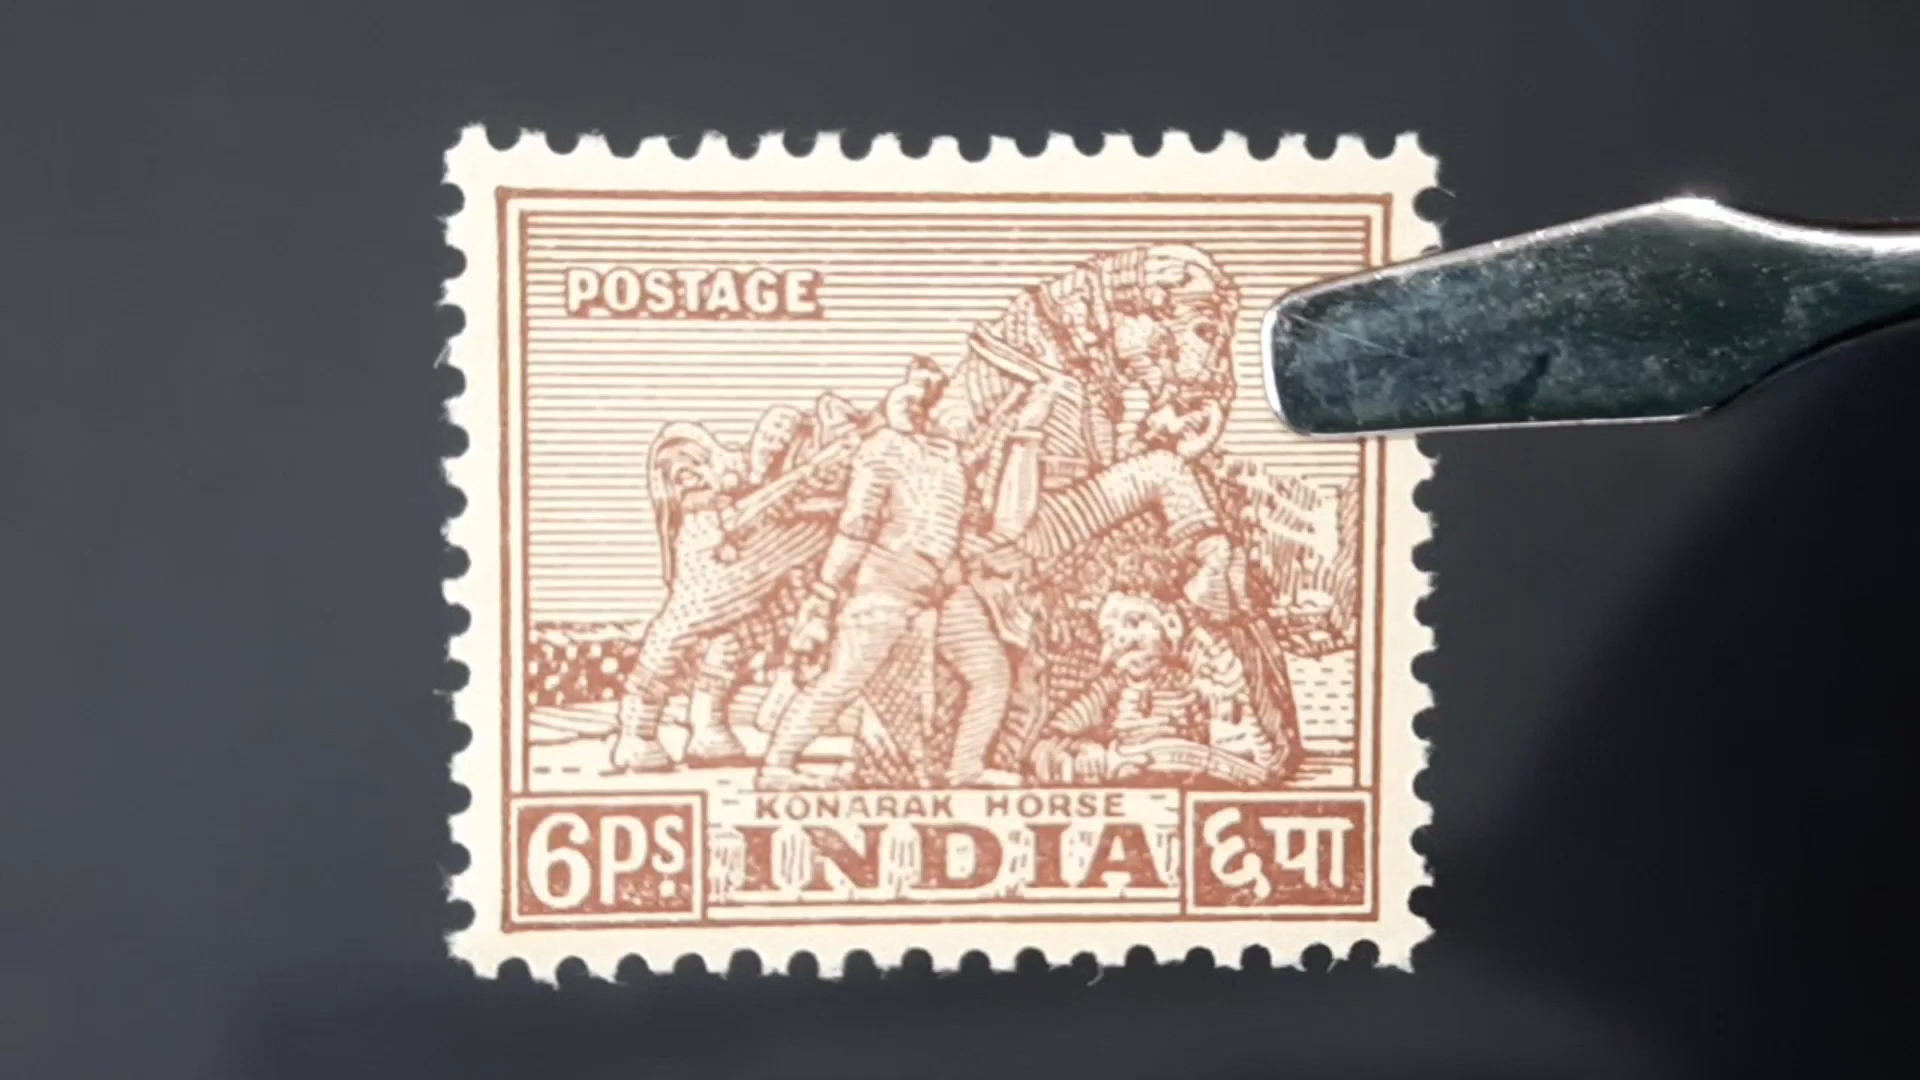 POSTAGE
KONARAK HORSE
6Ps. INDIA ६पा